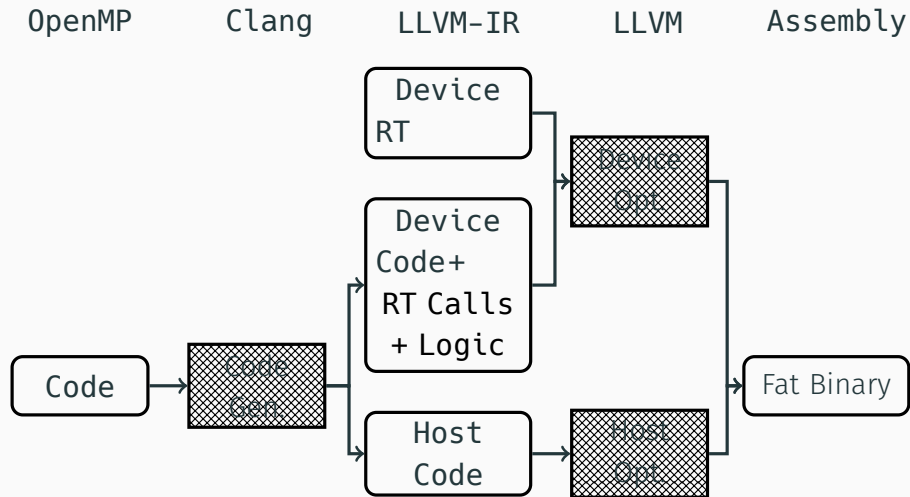 OpenMP Clang LLVM-IR LLVM Assembly
Device
RT
Device
Opt.
Device
Code+
RT Calls
+ Logic
Code
Code
Gen.
Fat Binary
Host
Code
Host
Opt.